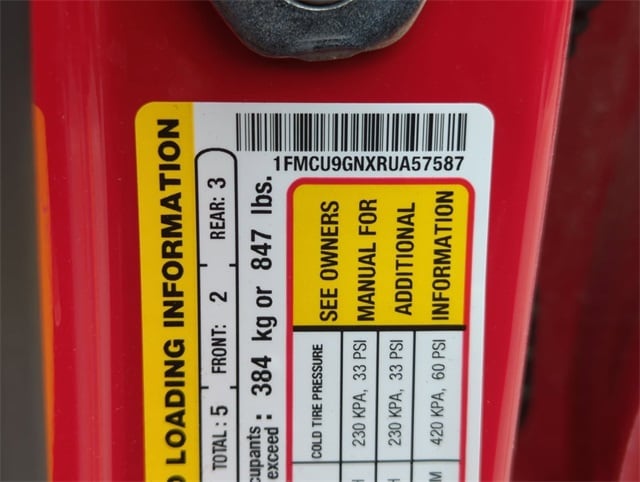 1FMCU9GNXRUA57587
LOADING INFORMATION
TOTAL: 5 FRONT: 2 REAR: 3
exceed : 384 kg or 847 lbs.
COLD TIRE PRESSURE
230 KPA, 33 PSI
230 KPA, 33 PSI
420 KPA, 60 PSI
SEE OWNERS
MANUAL FOR
ADDITIONAL
INFORMATION